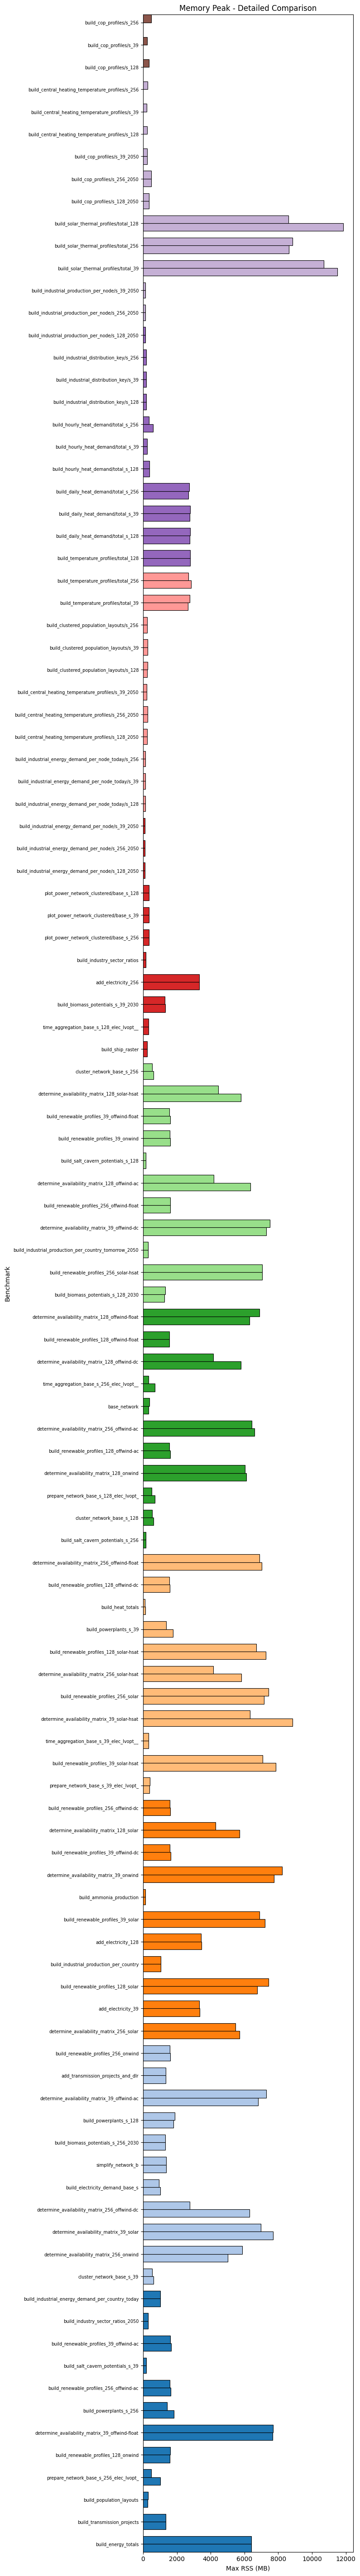 Memory Peak - Detailed Comparison
build_cop_profiles/s_256
build_cop_profiles/s_39
build_cop_profiles/s_128
build_central_heating_temperature_profiles/s_256
build_central_heating_temperature_profiles/s_39
build_central_heating_temperature_profiles/s_128
build_cop_profiles/s_39_2050
build_cop_profiles/s_256_2050
build_cop_profiles/s_128_2050
build_solar_thermal_profiles/total_128
build_solar_thermal_profiles/total_256
build_solar_thermal_profiles/total_39
build_industrial_production_per_node/s_39_2050
build_industrial_production_per_node/s_256_2050
build_industrial_production_per_node/s_128_2050
build_industrial_distribution_key/s_256
build_industrial_distribution_key/s_39
build_industrial_distribution_key/s_128
build_hourly_heat_demand/total_s_256
build_hourly_heat_demand/total_s_39
build_hourly_heat_demand/total_s_128
build_daily_heat_demand/total_s_256
build_daily_heat_demand/total_s_39
build_daily_heat_demand/total_s_128
build_temperature_profiles/total_128
build_temperature_profiles/total_256
build_temperature_profiles/total_39
build_clustered_population_layouts/s_256
build_clustered_population_layouts/s_39
build_clustered_population_layouts/s_128
build_central_heating_temperature_profiles/s_39_2050
build_central_heating_temperature_profiles/s_256_2050
build_central_heating_temperature_profiles/s_128_2050
build_industrial_energy_demand_per_node_today/s_256
build_industrial_energy_demand_per_node_today/s_39
build_industrial_energy_demand_per_node_today/s_128
build_industrial_energy_demand_per_node/s_39_2050
build_industrial_energy_demand_per_node/s_256_2050
build_industrial_energy_demand_per_node/s_128_2050
plot_power_network_clustered/base_s_128
plot_power_network_clustered/base_s_39
plot_power_network_clustered/base_s_256
build_industry_sector_ratios
add_electricity_256
build_biomass_potentials_s_39_2030
time_aggregation_base_s_128_elec_lvopt__
build_ship_raster
cluster_network_base_s_256
determine_availability_matrix_128_solar-hsat
build_renewable_profiles_39_offwind-float
build_renewable_profiles_39_onwind
build_salt_cavern_potentials_s_128
determine_availability_matrix_128_offwind-ac
build_renewable_profiles_256_offwind-float
determine_availability_matrix_39_offwind-dc
build_industrial_production_per_country_tomorrow_2050
build_renewable_profiles_256_solar-hsat
build_biomass_potentials_s_128_2030
determine_availability_matrix_128_offwind-float
build_renewable_profiles_128_offwind-float
determine_availability_matrix_128_offwind-dc
time_aggregation_base_s_256_elec_lvopt__
base_network
determine_availability_matrix_256_offwind-ac
build_renewable_profiles_128_offwind-ac
determine_availability_matrix_128_onwind
prepare_network_base_s_128_elec_lvopt_
cluster_network_base_s_128
build_salt_cavern_potentials_s_256
determine_availability_matrix_256_offwind-float
build_renewable_profiles_128_offwind-dc
build_heat_totals
build_powerplants_s_39
build_renewable_profiles_128_solar-hsat
determine_availability_matrix_256_solar-hsat
build_renewable_profiles_256_solar
determine_availability_matrix_39_solar-hsat
time_aggregation_base_s_39_elec_lvopt__
build_renewable_profiles_39_solar-hsat
prepare_network_base_s_39_elec_lvopt_
build_renewable_profiles_256_offwind-dc
determine_availability_matrix_128_solar
build_renewable_profiles_39_offwind-dc
determine_availability_matrix_39_onwind
build_ammonia_production
build_renewable_profiles_39_solar
add_electricity_128
build_industrial_production_per_country
build_renewable_profiles_128_solar
add_electricity_39
determine_availability_matrix_256_solar
build_renewable_profiles_256_onwind
add_transmission_projects_and_dlr
determine_availability_matrix_39_offwind-ac
build_powerplants_s_128
build_biomass_potentials_s_256_2030
simplify_network_b
build_electricity_demand_base_s
determine_availability_matrix_256_offwind-dc
determine_availability_matrix_39_solar
determine_availability_matrix_256_onwind
cluster_network_base_s_39
build_industrial_energy_demand_per_country_today
build_industry_sector_ratios_2050
build_renewable_profiles_39_offwind-ac
build_salt_cavern_potentials_s_39
build_renewable_profiles_256_offwind-ac
build_powerplants_s_256
determine_availability_matrix_39_offwind-float
build_renewable_profiles_128_onwind
prepare_network_base_s_256_elec_lvopt_
build_population_layouts
build_transmission_projects
build_energy_totals
Benchmark
0 2000 4000 6000 8000 10000 12000
Max RSS (MB)